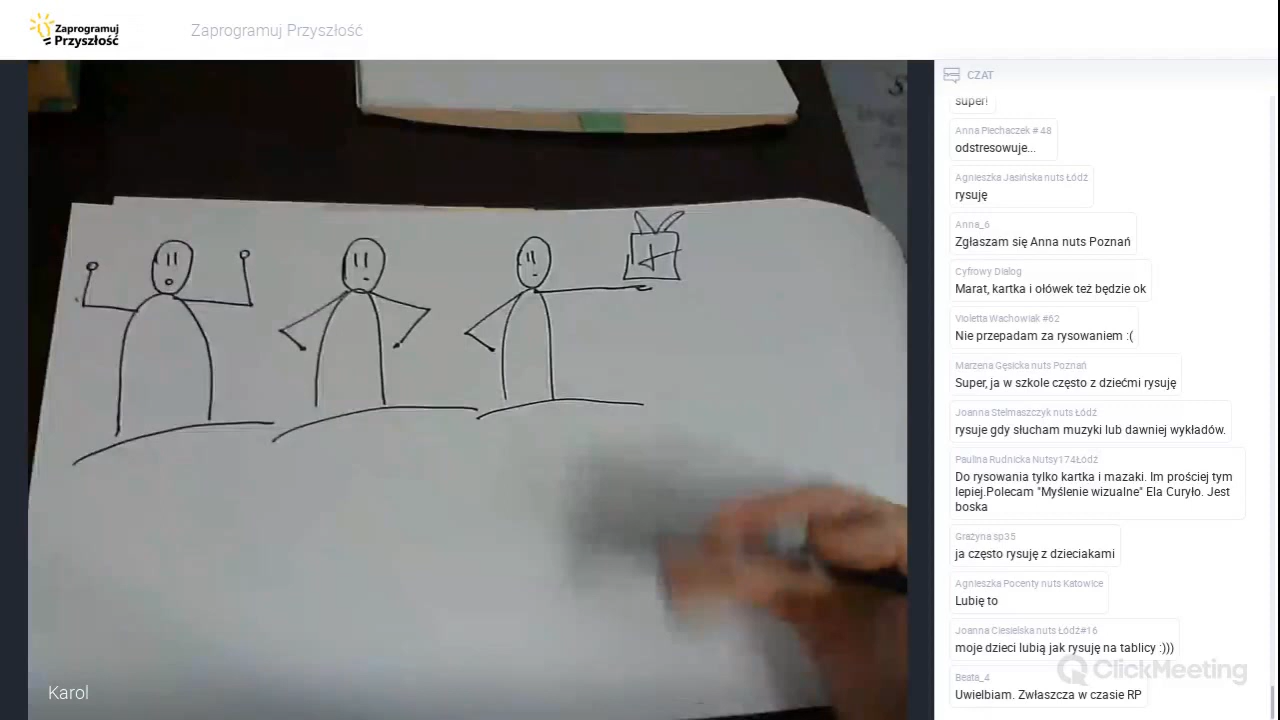 Zaprogramuj
Przyszłość
Zaprogramuj Przyszłość
CZAT
super!
Anna Piechaczek # 48
odstresowuje...
Agnieszka Jasińska nuts Łódź
rysuję
Anna_6
Zgłaszam się Anna nuts Poznań
Cyfrowy Dialog
Marat, kartka i ołówek też będzie ok
Violetta Wachowiak #62
Nie przepadam za rysowaniem :(
Marzena Gęsicka nuts Poznań
Super, ja w szkole często z dziećmi rysuję
Joanna Stelmaszczyk nuts Łódź
rysuje gdy słucham muzyki lub dawniej wykładów.
Paulina Rudnicka Nutsy174Łódź
Do rysowania tylko kartka i mazaki. Im prościej tym
lepiej.Polecam "Myślenie wizualne" Ela Curyło. Jest
boska
Grażyna sp35
ja często rysuję z dzieciakami
Agnieszka Pocenty nuts Katowice
Lubię to
Joanna Ciesielska nuts Łódź#16
moje dzieci lubią jak rysuję na tablicy :)))
Beata_4
Uwielbiam. Zwłaszcza w czasie RP
ClickMeeting
Karol